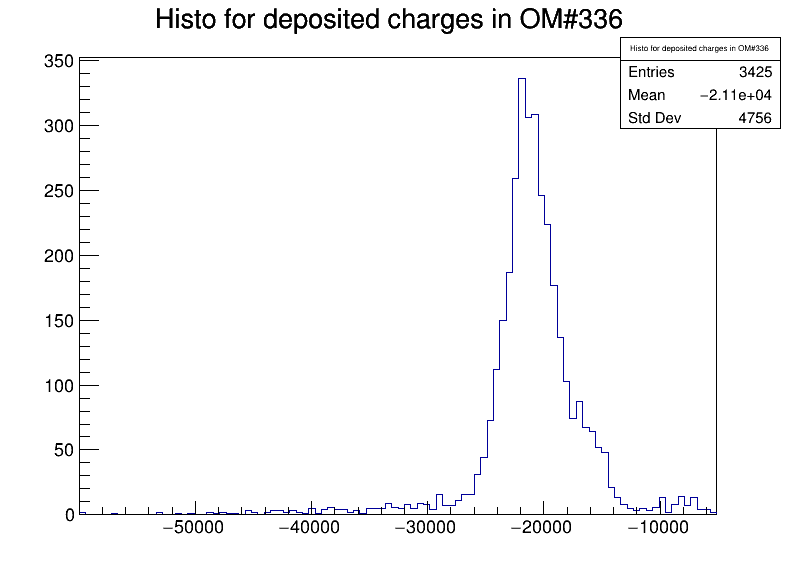 Histo for deposited charges in OM#336
Histo for deposited charges in OM#336
Entries 3425
Mean −2.11e+04
Std Dev 4756
350
300
250
200
150
100
50
0
−50000 −40000 −30000 −20000 −10000